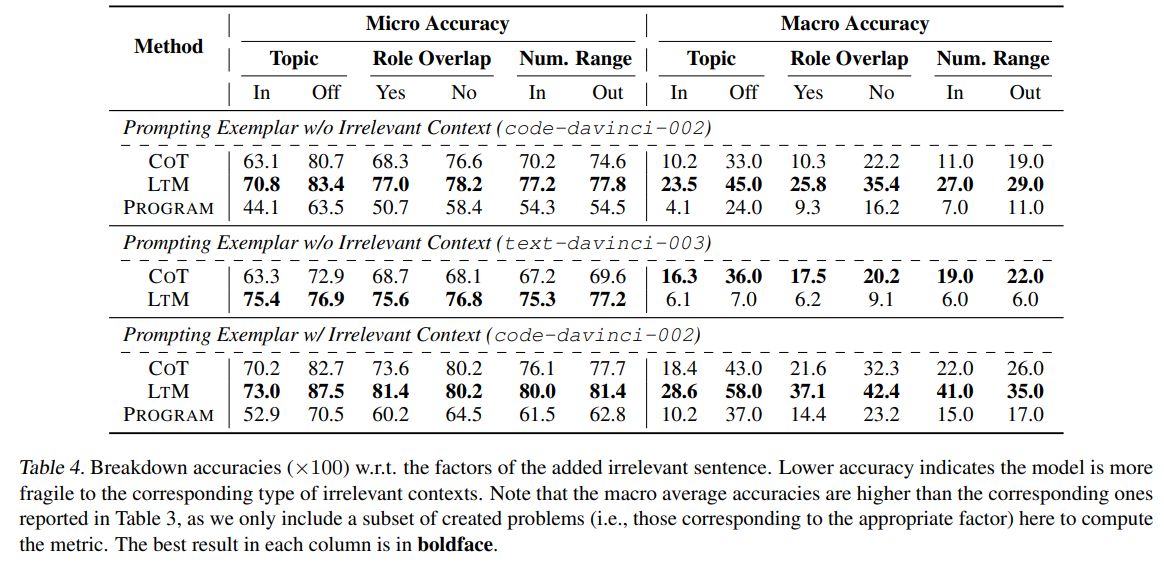 Method Micro Accuracy Macro Accuracy
Topic Role Overlap Num. Range Topic Role Overlap Num. Range
In Off Yes No In Out In Off Yes No In Out
Prompting Exemplar w/o Irrelevant Context (code-davinci-002)
COT 63.1 80.7 68.3 76.6 70.2 74.6 10.2 33.0 10.3 22.2 11.0 19.0
LTM 70.8 83.4 77.0 78.2 77.2 77.8 23.5 45.0 25.8 35.4 27.0 29.0
PROGRAM 44.1 63.5 50.7 58.4 54.3 54.5 4.1 24.0 9.3 16.2 7.0 11.0
Prompting Exemplar w/o Irrelevant Context (text-davinci-003)
COT 63.3 72.9 68.7 68.1 67.2 69.6 16.3 36.0 17.5 20.2 19.0 22.0
LTM 75.4 76.9 75.6 76.8 75.3 77.2 6.1 7.0 6.2 9.1 6.0 6.0
Prompting Exemplar w/ Irrelevant Context (code-davinci-002)
COT 70.2 82.7 73.6 80.2 76.1 77.7 18.4 43.0 21.6 32.3 22.0 26.0
LTM 73.0 87.5 81.4 80.2 80.0 81.4 28.6 58.0 37.1 42.4 41.0 35.0
PROGRAM 52.9 70.5 60.2 64.5 61.5 62.8 10.2 37.0 14.4 23.2 15.0 17.0
Table 4. Breakdown accuracies (×100) w.r.t. the factors of the added irrelevant sentence. Lower accuracy indicates the model is more
fragile to the corresponding type of irrelevant contexts. Note that the macro average accuracies are higher than the corresponding ones
reported in Table 3, as we only include a subset of created problems (i.e., those corresponding to the appropriate factor) here to compute
the metric. The best result in each column is in boldface.